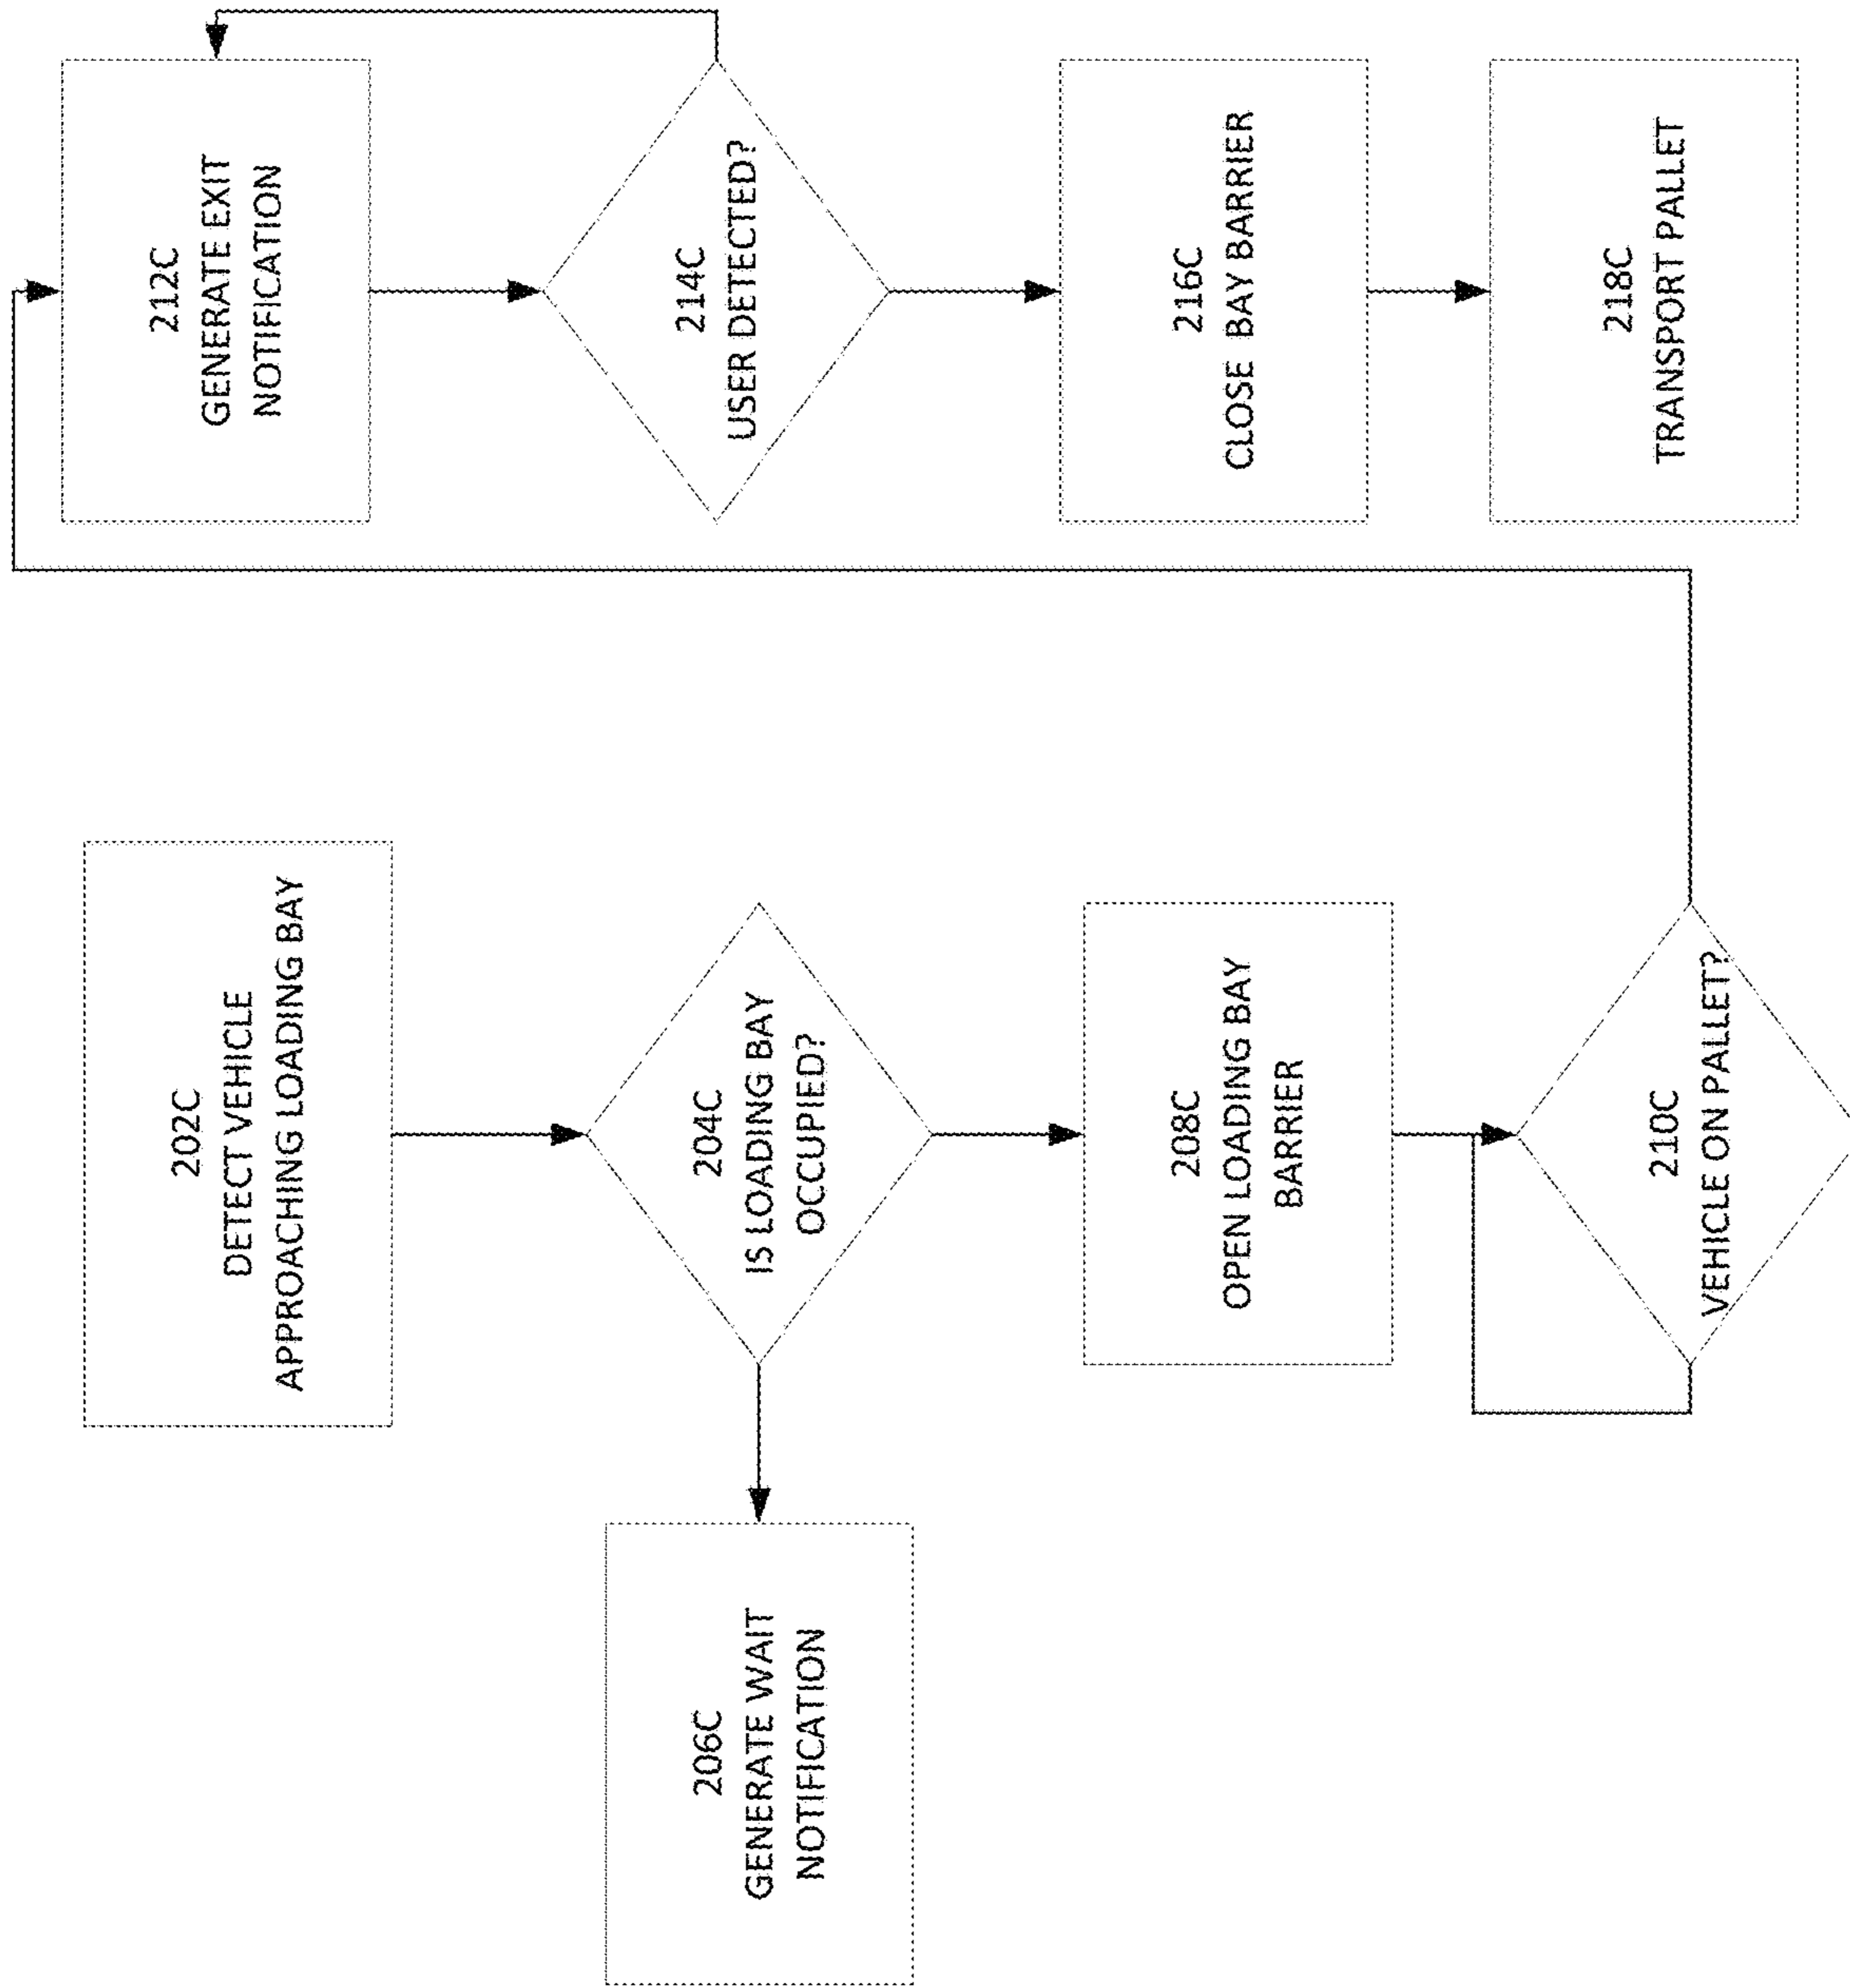 202C
DETECT VEHICLE
APPROACHING LOADING BAY
204C
IS LOADING BAY
OCCUPIED?
206C
GENERATE WAIT
NOTIFICATION
208C
OPEN LOADING BAY
BARRIER
210C
VEHICLE ON PALLET?
212C
GENERATE EXIT
NOTIFICATION
214C
USER DETECTED?
216C
CLOSE BAY BARRIER
218C
TRANSPORT PALLET